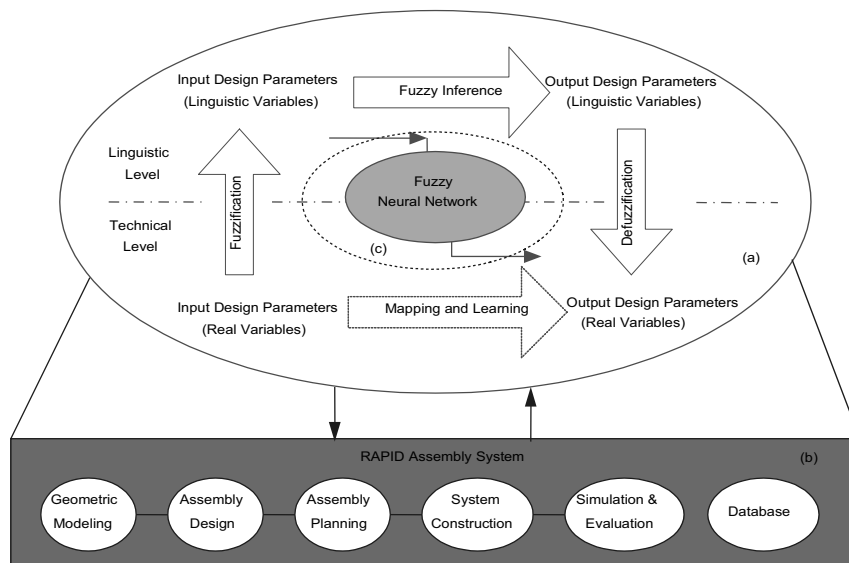 Input Design Parameters
(Linguistic Variables)
Fuzzy Inference
Output Design Parameters
(Linguistic Variables)
Linguistic
Level
Technical
Level
Fuzzification
Fuzzy
Neural Network
(c)
Defuzzification
(a)
Input Design Parameters
(Real Variables)
Mapping and Learning
Output Design Parameters
(Real Variables)
RAPID Assembly System
(b)
Geometric
Modeling
Assembly
Design
Assembly
Planning
System
Construction
Simulation &
Evaluation
Database